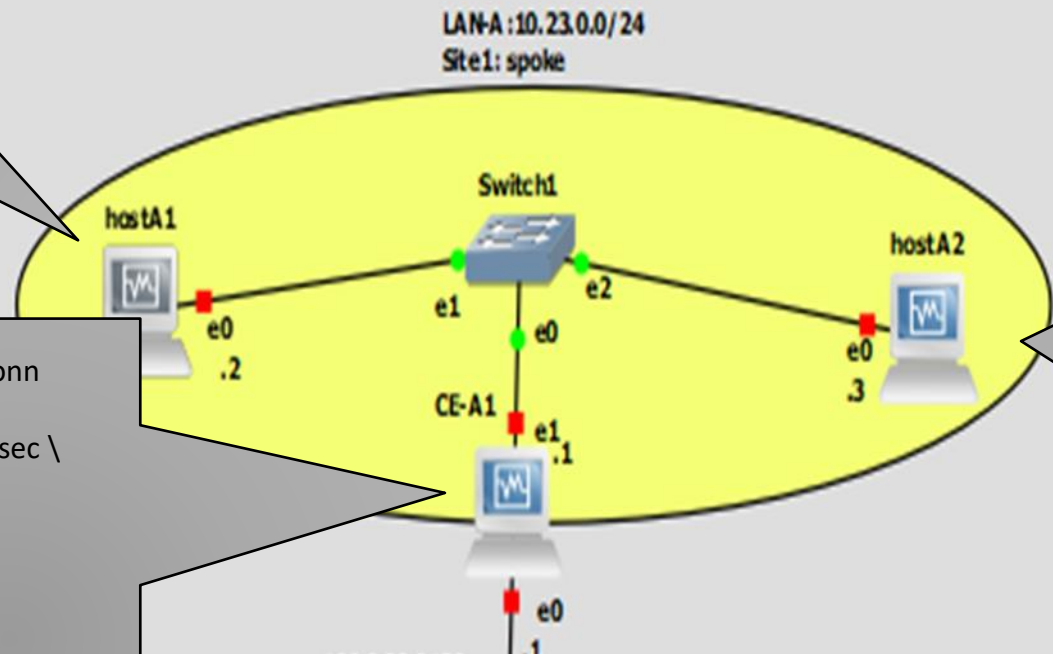 LAN-A:10.23.0.0/24
Site1: spoke
Switch1
hostA1
hostA2
e1
e2
e0
.2
e0
e0
.3
onn
sec \
CE-A1
e1
.1
e0
.1